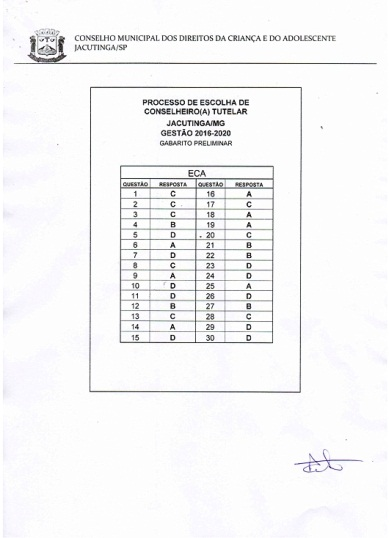 CONSELHO MUNICIPAL DOS DIREITOS DA CRIANÇA E DO ADOLESCENTE
JACUTINGA/SP
PROCESSO DE ESCOLHA DE
CONSELHEIRO(A) TUTELAR
JACUTINGA/MG
GESTÃO 2016-2020
GABARITO PRELIMINAR
ECA
QUESTÃO RESPOSTA QUESTÃO RESPOSTA
1 C 16 A
2 C 17 C
3 C 18 A
4 B 19 A
5 D 20 C
6 A 21 B
7 D 22 B
8 C 23 D
9 A 24 D
10 D 25 A
11 D 26 D
12 B 27 B
13 C 28 C
14 A 29 D
15 D 30 D